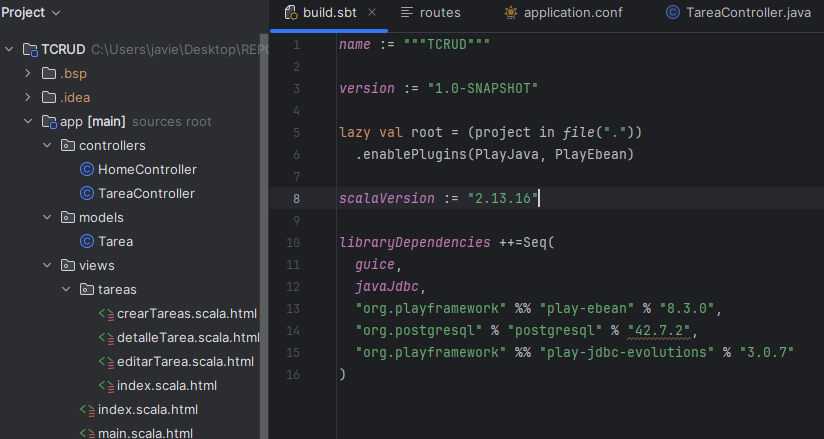 Project
build.sbt
routes
application.conf
TareaController.java
TCRUD C:\Users\javie\Desktop\REPO
.bsp
.idea
app [main] sources root
controllers
HomeController
TareaController
models
Tarea
views
tareas
crearTareas.scala.html
detalleTarea.scala.html
editarTarea.scala.html
index.scala.html
index.scala.html
main.scala.html
1 name := """TCRUD"""
2
3 version := "1.0-SNAPSHOT"
4
5 lazy val root = (project in file("."))
6 .enablePlugins(PlayJava, PlayEbean)
7
8 scalaVersion := "2.13.16"
9
10 libraryDependencies ++=Seq(
11 guice,
12 javaJdbc,
13 "org.playframework" %% "play-ebean" % "8.3.0",
14 "org.postgresql" % "postgresql" % "42.7.2",
15 "org.playframework" %% "play-jdbc-evolutions" % "3.0.7"
16 )